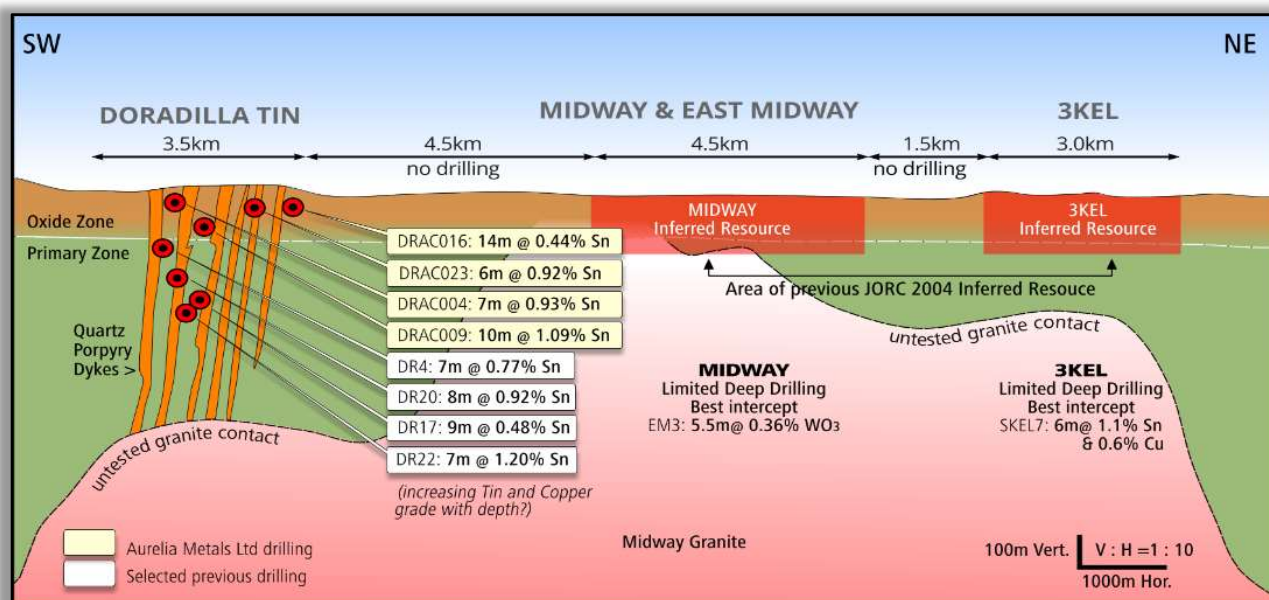 SW
NE
DORADILLA TIN
MIDWAY & EAST MIDWAY
3KEL
3.5km
4.5km
4.5km
1.5km
3.0km
no drilling
no drilling
Oxide Zone
Primary Zone
MIDWAY
Inferred Resource
3KEL
Inferred Resource
DRAC016: 14m @ 0.44% Sn
DRAC023: 6m @ 0.92% Sn
DRAC004: 7m @ 0.93% Sn
DRAC009: 10m @ 1.09% Sn
DR4: 7m @ 0.77% Sn
DR20: 8m @ 0.92% Sn
DR17: 9m @ 0.48% Sn
DR22: 7m @ 1.20% Sn
(increasing Tin and Copper
grade with depth?)
Area of previous JORC 2004 Inferred Resouce
Quartz
Porpyry
Dykes >
untested granite contact
untested granite contact
MIDWAY
Limited Deep Drilling
Best intercept
EM3: 5.5m@ 0.36% WO3
3KEL
Limited Deep Drilling
Best intercept
SKEL7: 6m@ 1.1% Sn
& 0.6% Cu
Midway Granite
Aurelia Metals Ltd drilling
Selected previous drilling
100m Vert.
V : H =1 : 10
1000m Hor.